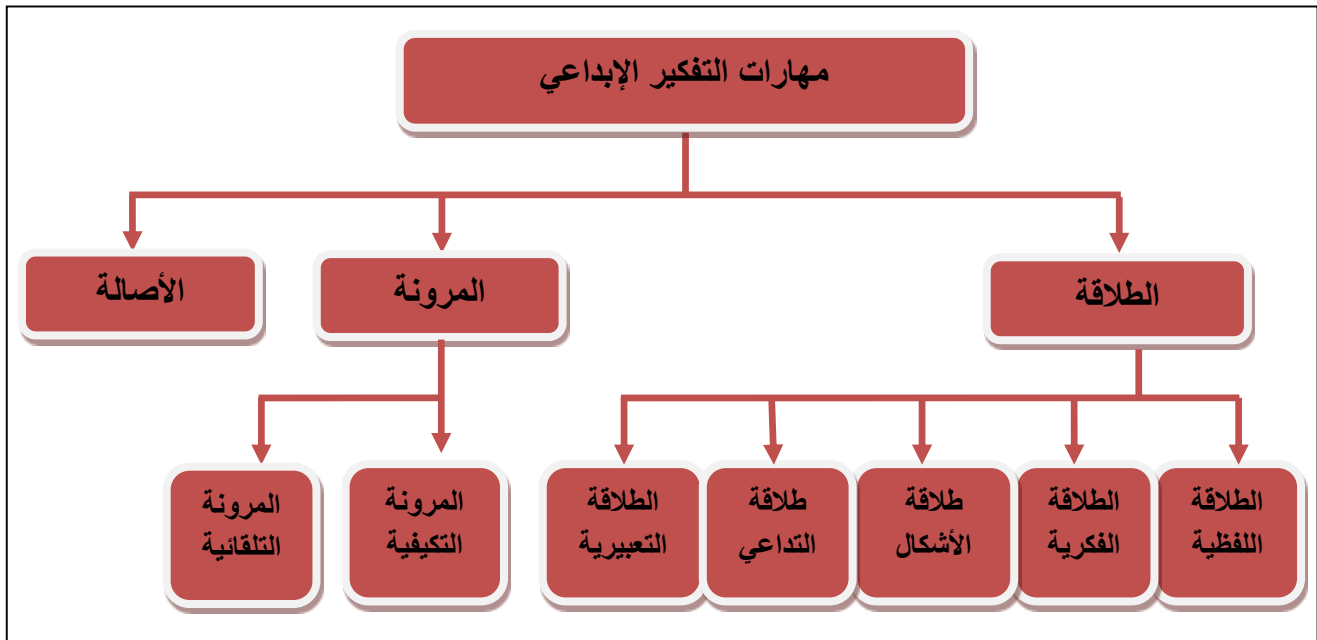 مهارات التفكير الإبداعي
الطلاقة
المرونة
الأصالة
الطلاقة
اللفظية
الطلاقة
الفكرية
طلاقة
الأشكال
طلاقة
التداعي
الطلاقة
التعبيرية
المرونة
التكيفية
المرونة
التلقائية